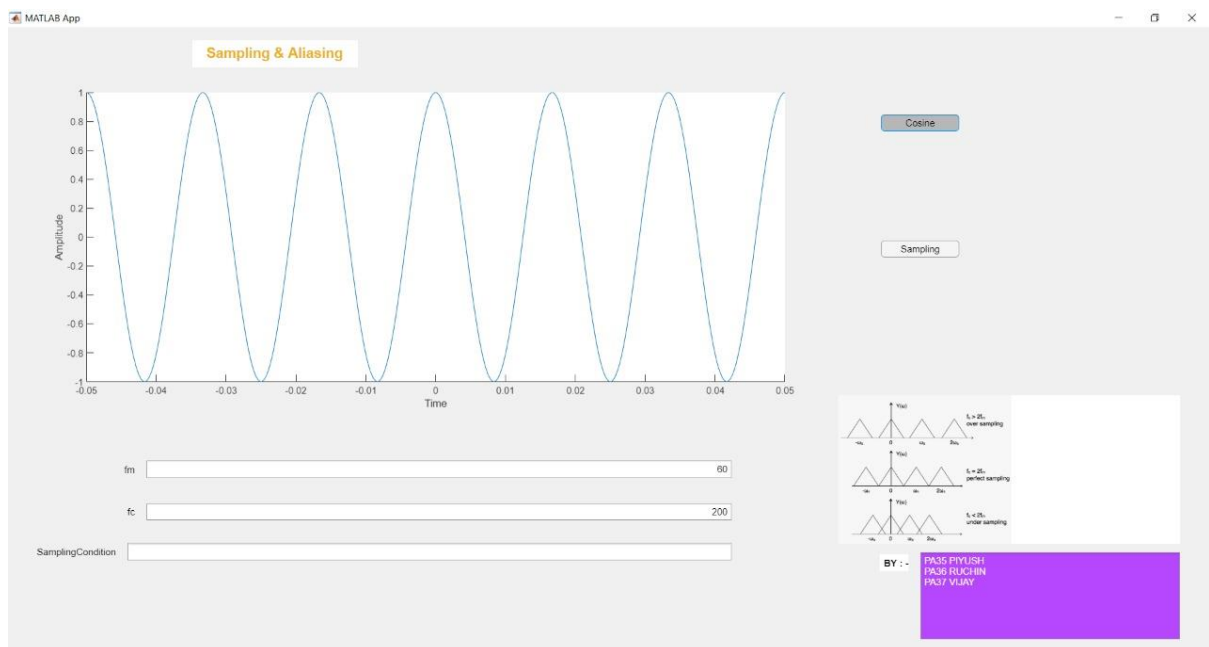 MATLAB App
Sampling & Aliasing
1
0.8
0.6
0.4
0.2
0
-0.2
-0.4
-0.6
-0.8
-1
Amplitude
-0.05 -0.04 -0.03 -0.02 -0.01 0 0.01 0.02 0.03 0.04 0.05
Time
Cosine
Sampling
fm 60
fc 200
SamplingCondition
over sampling
perfect sampling
under sampling
BY : -
PA35 PIYUSH
PA36 RUCHIN
PA37 VIJAY